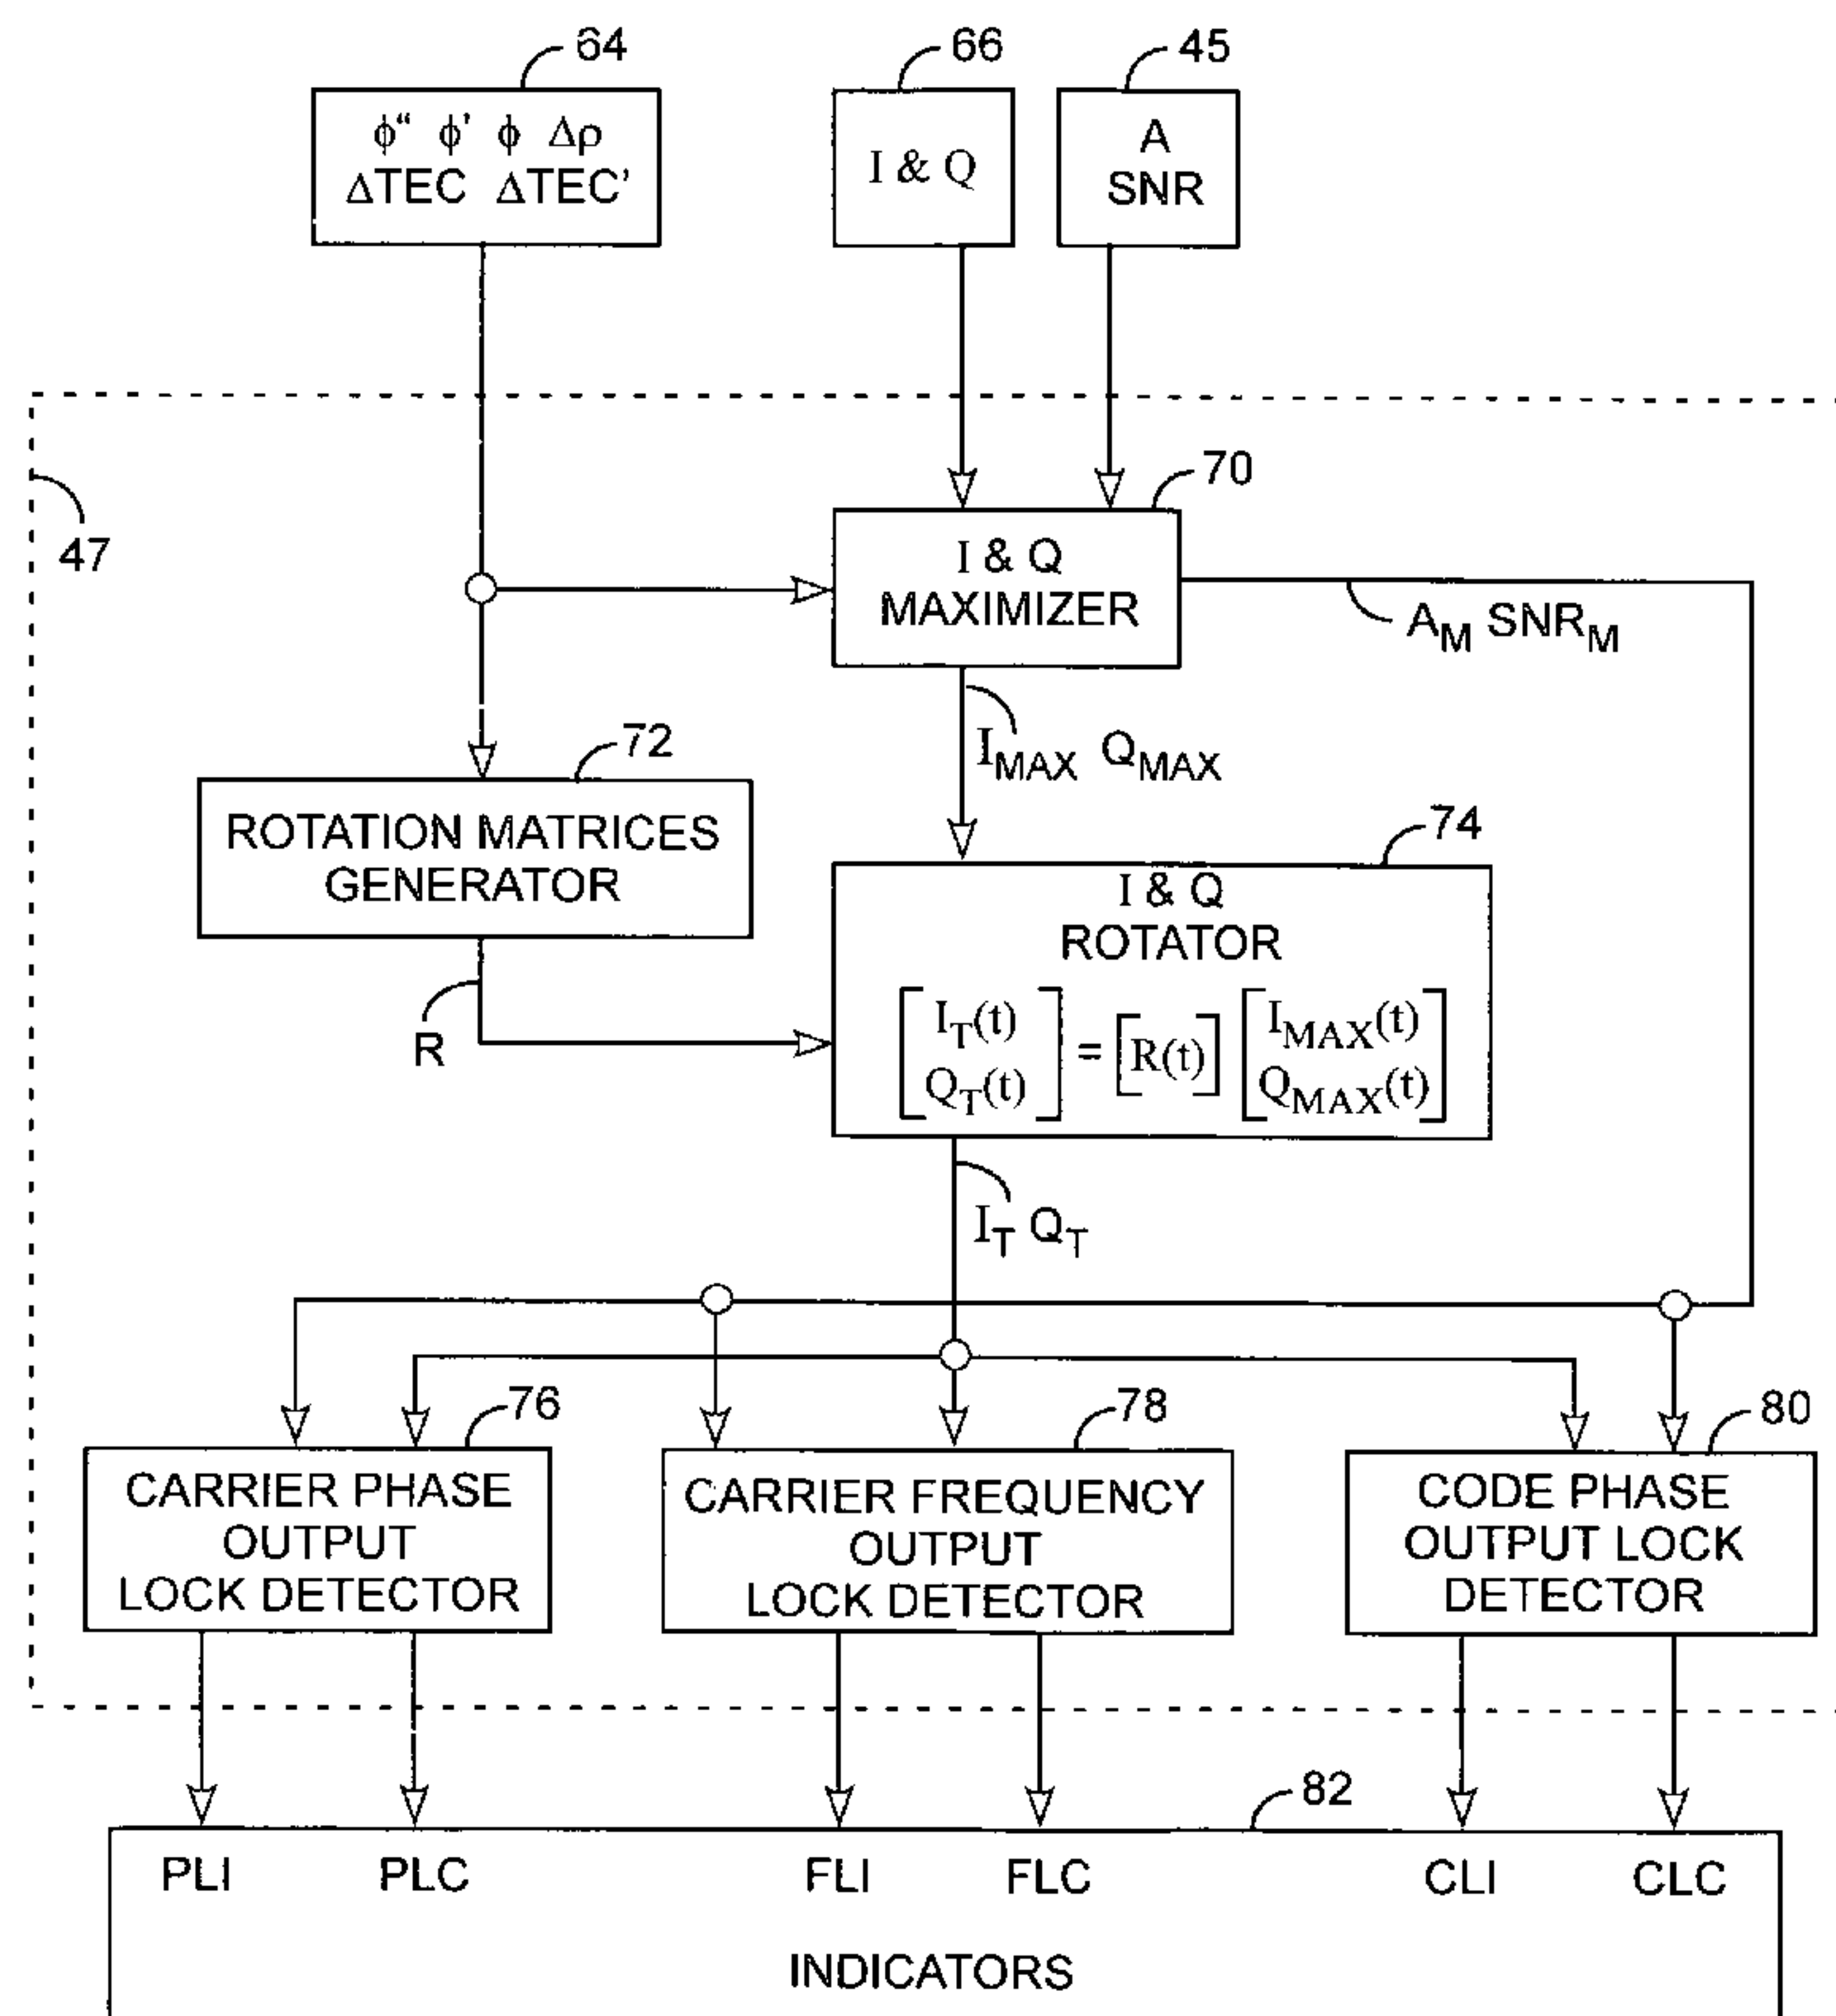 64
66
45
φ“ φ’ φ Δρ
ΔTEC ΔTEC’
I & Q
A
SNR
47
70
I & Q
MAXIMIZER
A_M SNR_M
I_MAX Q_MAX
72
ROTATION MATRICES
GENERATOR
R
74
I & Q
ROTATOR
[I_T(t) Q_T(t)] = [R(t)] [I_MAX(t) Q_MAX(t)]
I_T Q_T
76
CARRIER PHASE
OUTPUT
LOCK DETECTOR
78
CARRIER FREQUENCY
OUTPUT
LOCK DETECTOR
80
CODE PHASE
OUTPUT LOCK
DETECTOR
82
PLI PLC FLI FLC CLI CLC
INDICATORS